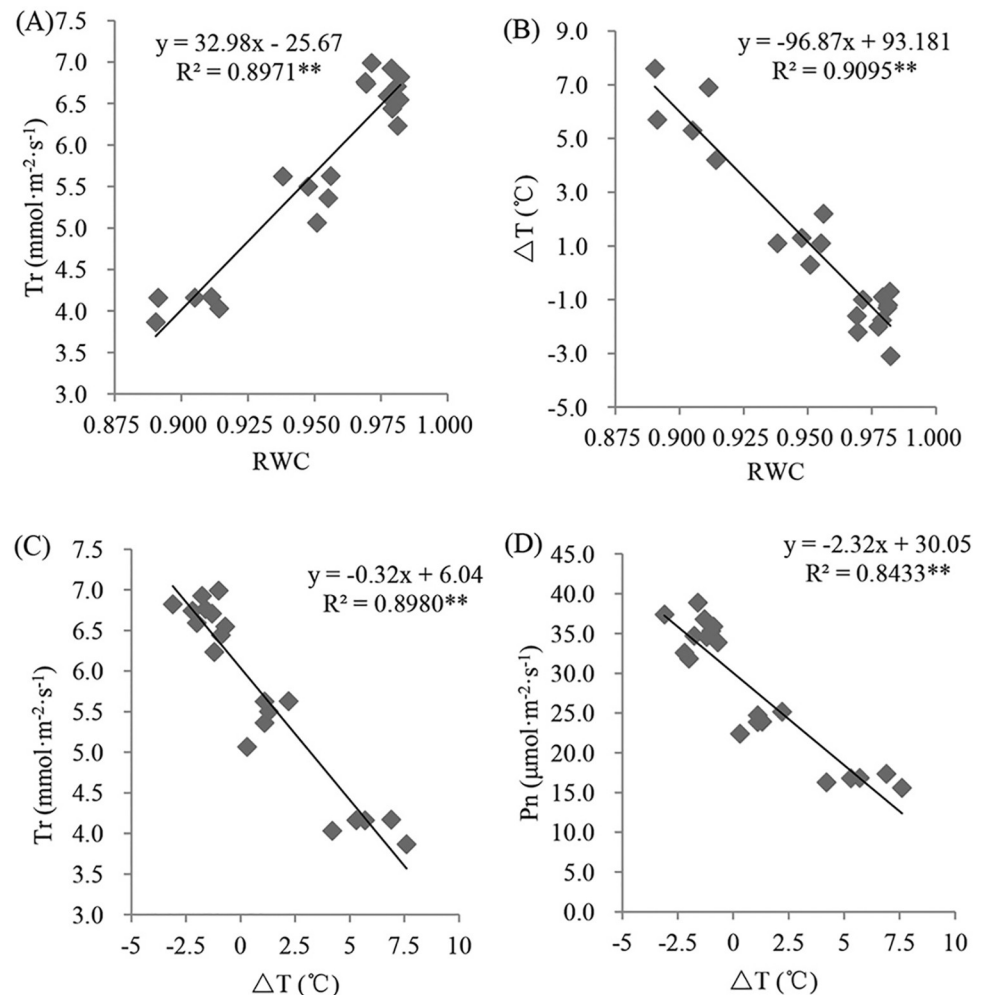 (A)
y = 32.98x - 25.67
R² = 0.8971**
7.5
7.0
6.5
6.0
5.5
5.0
4.5
4.0
3.5
3.0
Tr (mmol·m⁻²·s⁻¹)
0.875 0.900 0.925 0.950 0.975 1.000
RWC
(B)
y = -96.87x + 93.181
R² = 0.9095**
9.0
7.0
5.0
3.0
1.0
-1.0
-3.0
-5.0
△T (℃)
0.875 0.900 0.925 0.950 0.975 1.000
RWC
(C)
y = -0.32x + 6.04
R² = 0.8980**
7.5
7.0
6.5
6.0
5.5
5.0
4.5
4.0
3.5
3.0
Tr (mmol·m⁻²·s⁻¹)
-5 -2.5 0 2.5 5 7.5 10
△T (℃)
(D)
y = -2.32x + 30.05
R² = 0.8433**
45.0
40.0
35.0
30.0
25.0
20.0
15.0
10.0
5.0
0.0
Pn (μmol·m⁻²·s⁻¹)
-5 -2.5 0 2.5 5 7.5 10
△T (℃)